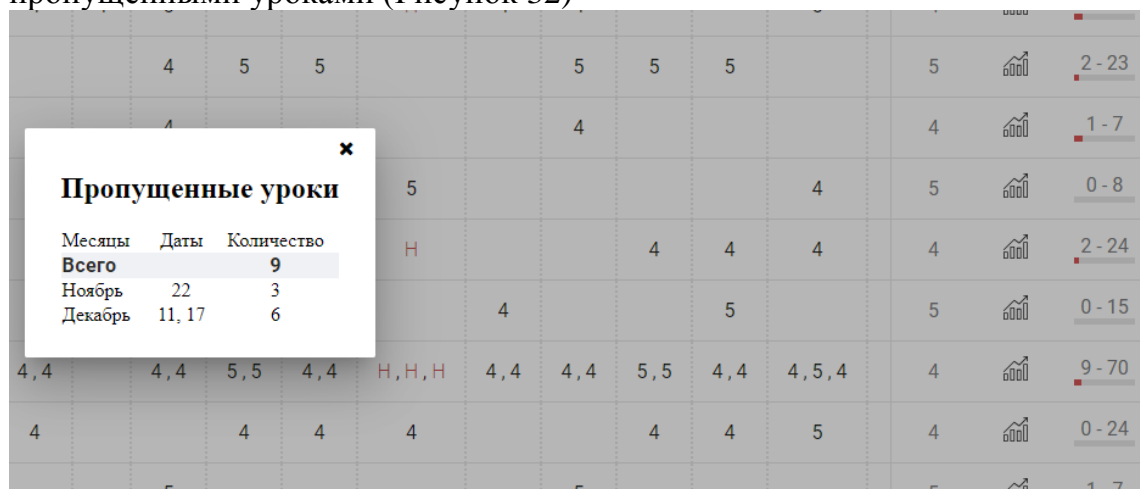 пропущенными уроками (Рисунок 32)
4 5 5 5 5 5 5 2 - 23
4 4 4 1 - 7
Пропущенные уроки
5 4 5 0 - 8
Месяцы Даты Количество
Н 4 4 4 4 2 - 24
Всего 9
Ноябрь 22 3
Декабрь 11, 17 6
4 5 5 0 - 15
4,4 4,4 5,5 4,4 Н,Н,Н 4,4 4,4 5,5 4,4 4,5,4 4 9 - 70
4 4 4 4 4 4 5 4 0 - 24